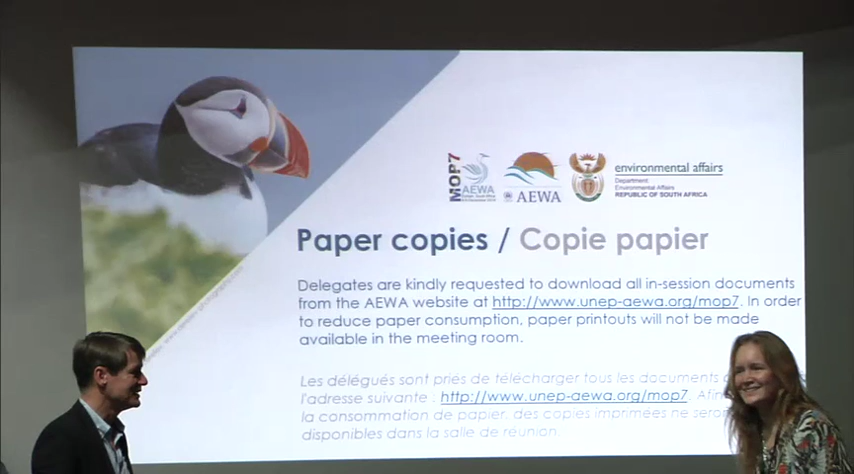 MOP7
AEWA
AEWA
environmental affairs
Department:
Environmental Affairs
REPUBLIC OF SOUTH AFRICA
Paper copies / Copie papier
Delegates are kindly requested to download all in-session documents
from the AEWA website at http://www.unep-aewa.org/mop7. In order
to reduce paper consumption, paper printouts will not be made
available in the meeting room.
Les délégués sont priés de télécharger tous les documents
l'adresse suivante : http://www.unep-aewa.org/mop7. Afin
la consommation de papier, des copies imprimées ne seron
disponibles dans la salle de réunion.